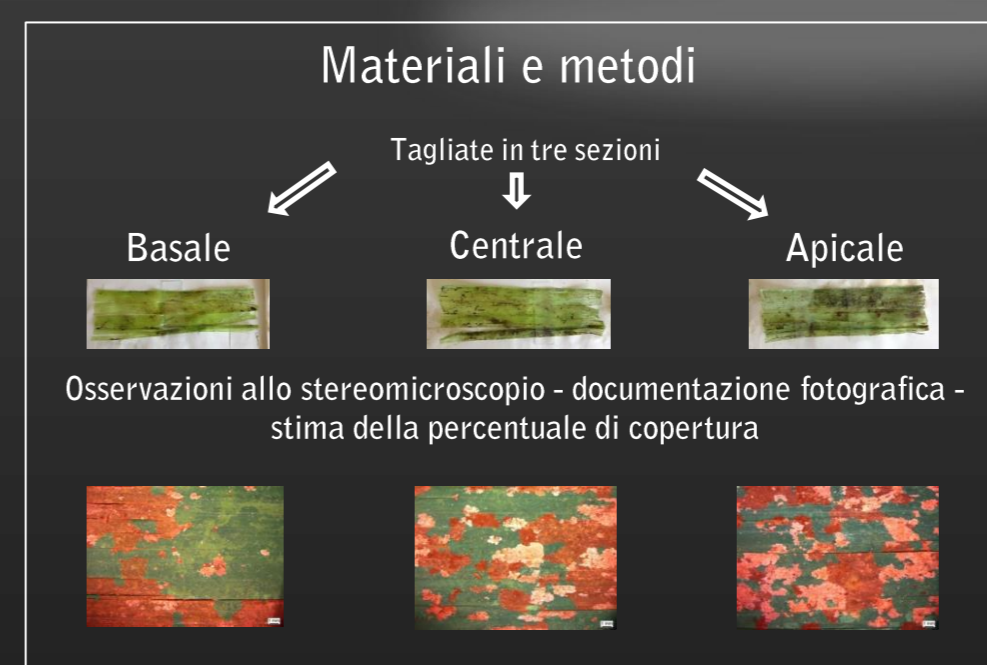 Materiali e metodi
Tagliate in tre sezioni
Basale
Centrale
Apicale
Osservazioni allo stereomicroscopio - documentazione fotografica -
stima della percentuale di copertura